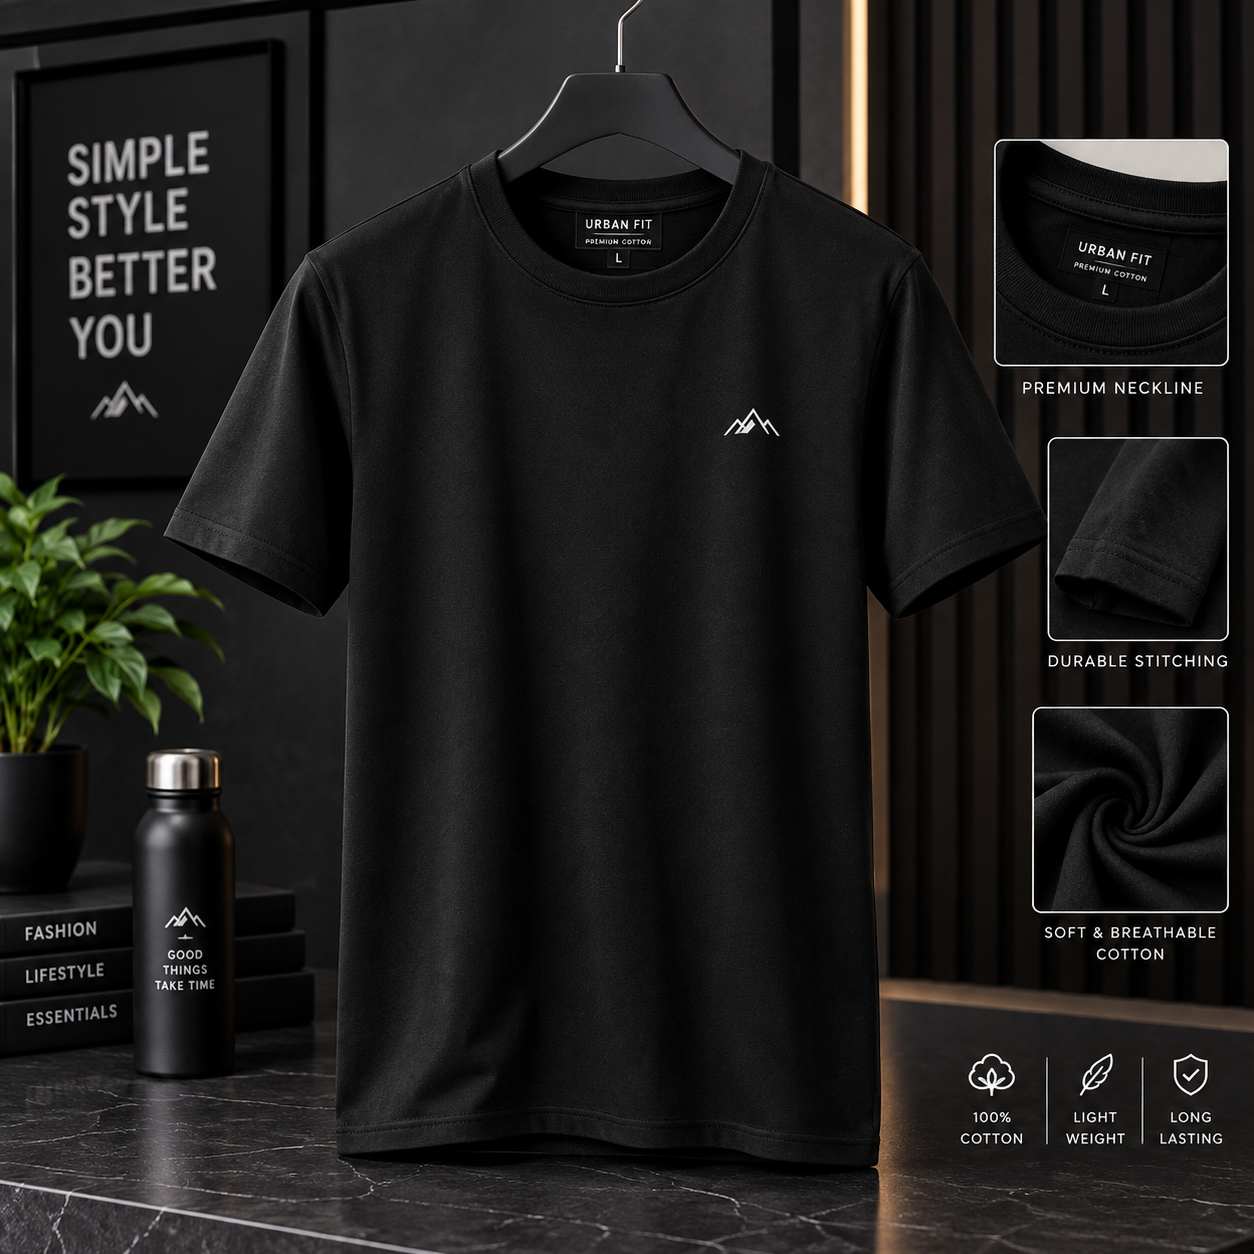 SIMPLE
STYLE
BETTER
YOU
URBAN FIT
PREMIUM COTTON
L
URBAN FIT
PREMIUM COTTON
L
PREMIUM NECKLINE
DURABLE STITCHING
SOFT & BREATHABLE
COTTON
FASHION
LIFESTYLE
ESSENTIALS
GOOD
THINGS
TAKE TIME
100%
COTTON
LIGHT
WEIGHT
LONG
LASTING